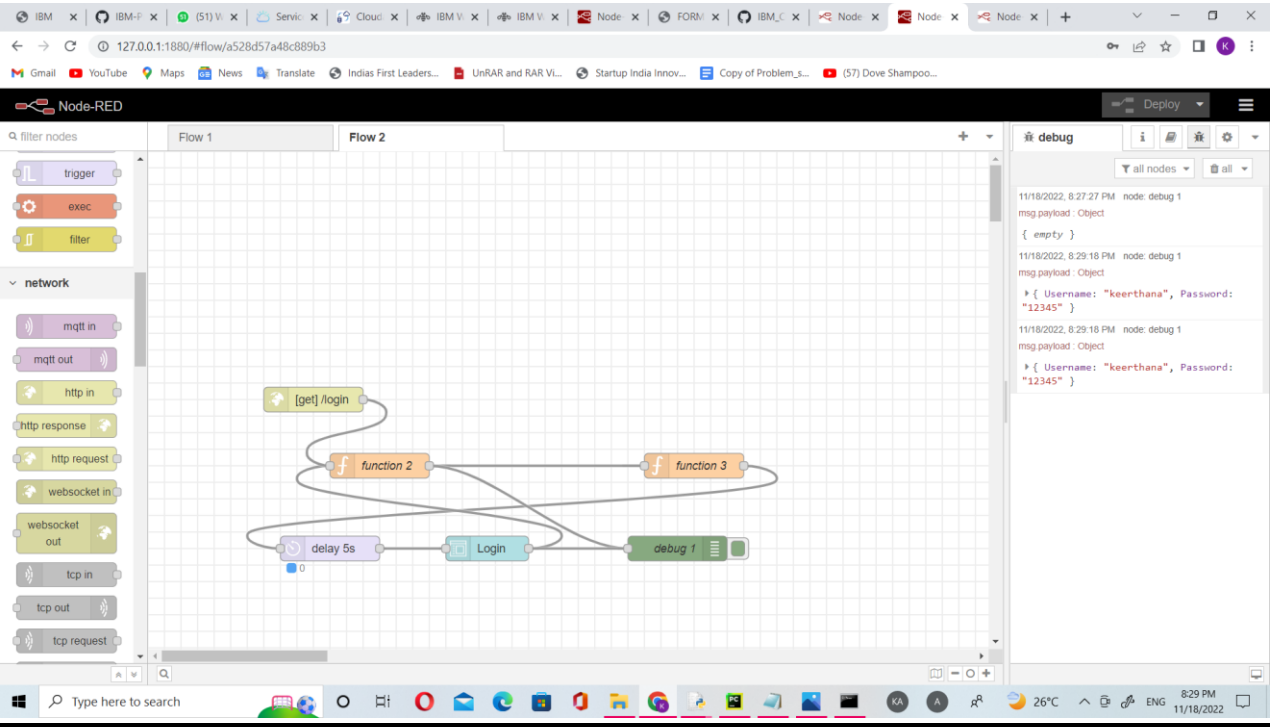 IBM IBM-P (51) W Servic Cloud IBM W IBM W Node- FORM IBM_C Node Node Node
127.0.0.1:1880/#flow/a528d57a48c889b3 K
Gmail YouTube Maps News Translate Indias First Leaders... UnRAR and RAR Vi... Startup India Innov... Copy of Problem_s... (57) Dove Shampoo...
Node-RED Deploy
filter nodes Flow 1 Flow 2 debug
all nodes all
trigger
exec
filter
network
mqtt in
mqtt out
http in
http response
http request
websocket in
websocket
out
tcp in
tcp out
tcp request
[get] /login
function 2 function 3
delay 5s Login debug 1
0
11/18/2022, 8:27:27 PM node: debug 1
msg.payload : Object
{ empty }
11/18/2022, 8:29:18 PM node: debug 1
msg.payload : Object
{ Username: "keerthana", Password:
"12345" }
11/18/2022, 8:29:18 PM node: debug 1
msg.payload : Object
{ Username: "keerthana", Password:
"12345" }
Type here to search KA A 26°C ENG 8:29 PM
11/18/2022